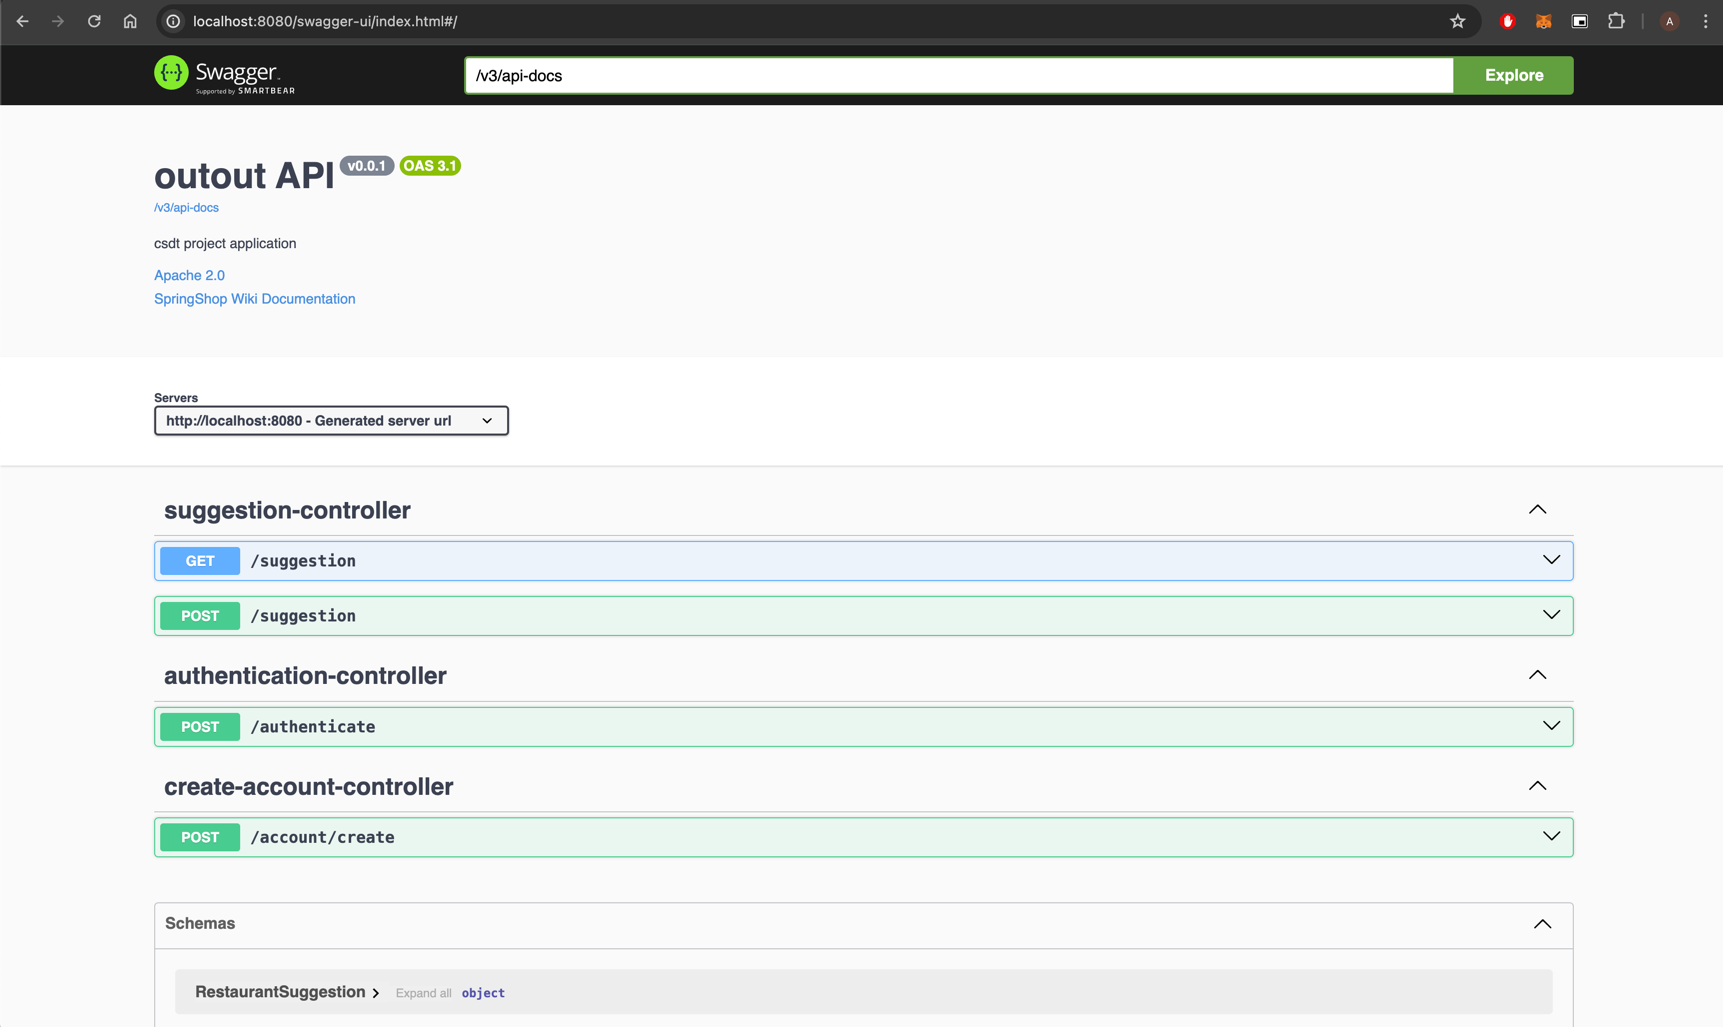 localhost:8080/swagger-ui/index.html#/
A
{···} Swagger.
Supported by SMARTBEAR
/v3/api-docs
Explore
outout API v0.0.1 OAS 3.1
/v3/api-docs
csdt project application
Apache 2.0
SpringShop Wiki Documentation
Servers
http://localhost:8080 - Generated server url
suggestion-controller
GET /suggestion
POST /suggestion
authentication-controller
POST /authenticate
create-account-controller
POST /account/create
Schemas
RestaurantSuggestion Expand all object